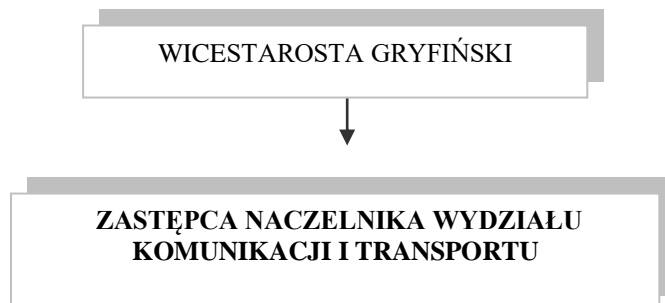 WICESTAROSTA GRYFIŃSKI
ZASTĘPCA NACZELNIKA WYDZIAŁU
KOMUNIKACJI I TRANSPORTU